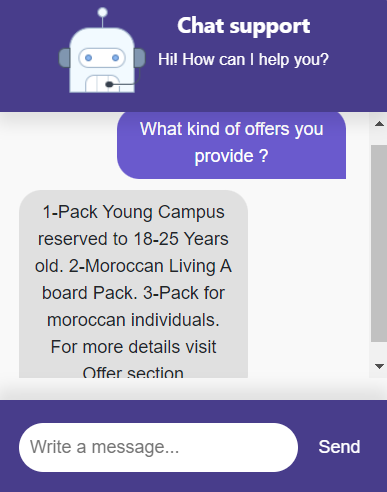 Chat support
Hi! How can I help you?
What kind of offers you
provide ?
1-Pack Young Campus
reserved to 18-25 Years
old. 2-Moroccan Living A
board Pack. 3-Pack for
moroccan individuals.
For more details visit
Offer section
Write a message...
Send